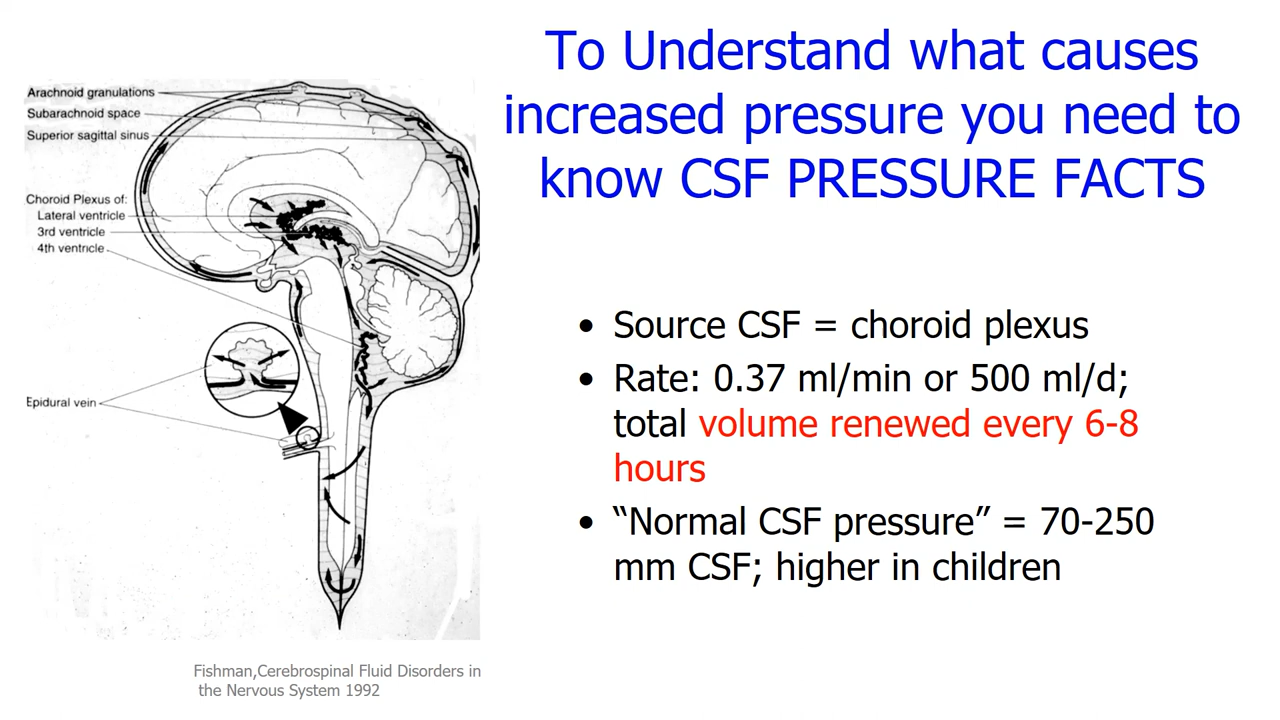 To Understand what causes
increased pressure you need to
know CSF PRESSURE FACTS
Arachnoid granulations
Subarachnoid space
Superior sagittal sinus
Choroid Plexus of:
Lateral ventricle
3rd ventricle
4th ventricle
Epidural vein
• Source CSF = choroid plexus
• Rate: 0.37 ml/min or 500 ml/d;
total volume renewed every 6-8
hours
• “Normal CSF pressure” = 70-250
mm CSF; higher in children
Fishman,Cerebrospinal Fluid Disorders in
the Nervous System 1992